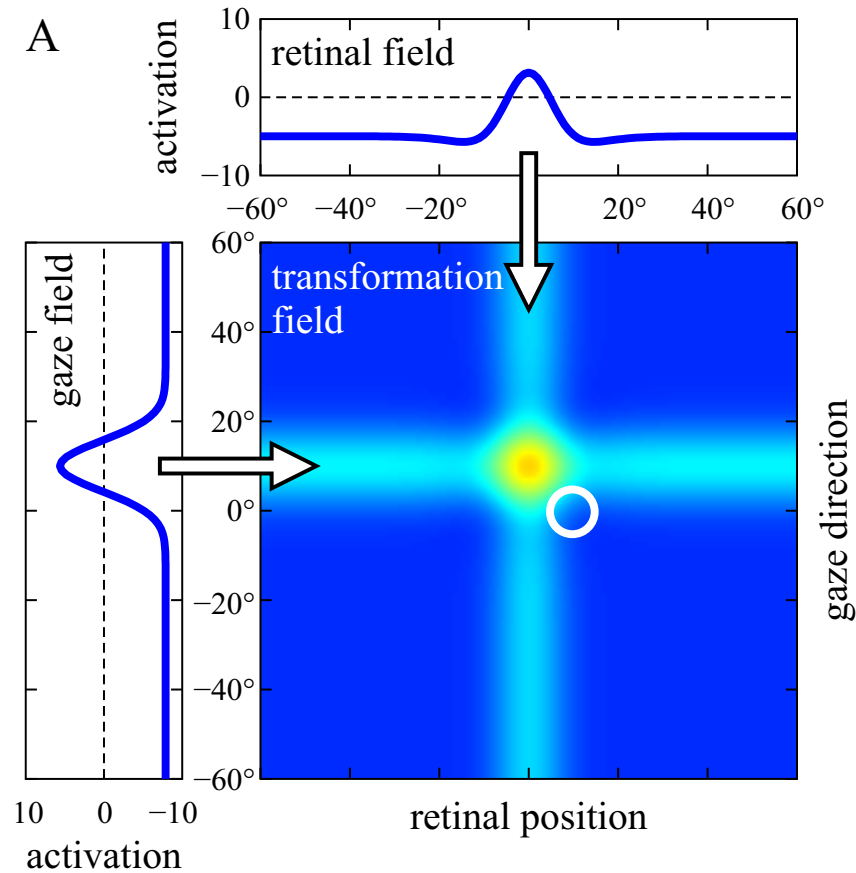 A
activation
10
0
−10
retinal field
−60° −40° −20° 20° 40° 60°
gaze field
10 0 −10
activation
60°
40°
20°
0°
−20°
−40°
−60°
transformation
field
gaze direction
retinal position